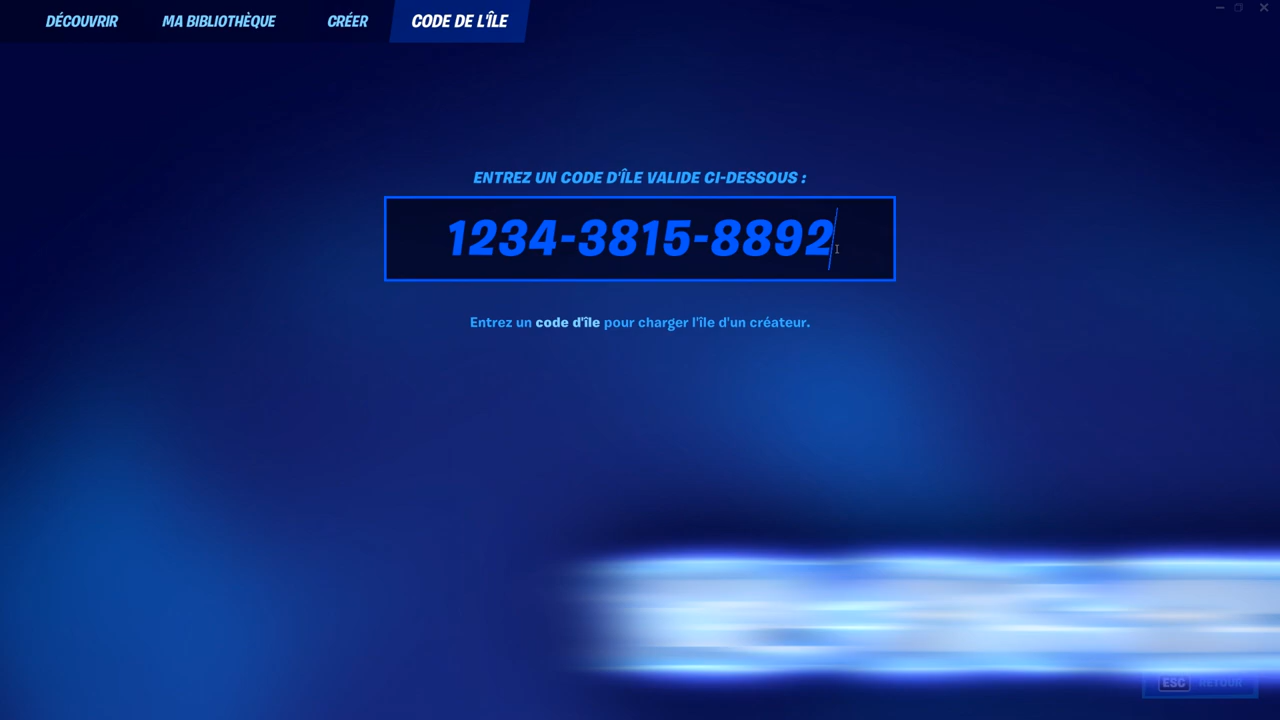 DÉCOUVRIR MA BIBLIOTHÈQUE CRÉER CODE DE L'ÎLE
ENTREZ UN CODE D'ÎLE VALIDE CI-DESSOUS :
1234-3815-8892
Entrez un code d'île pour charger l'île d'un créateur.
ESC RETOUR